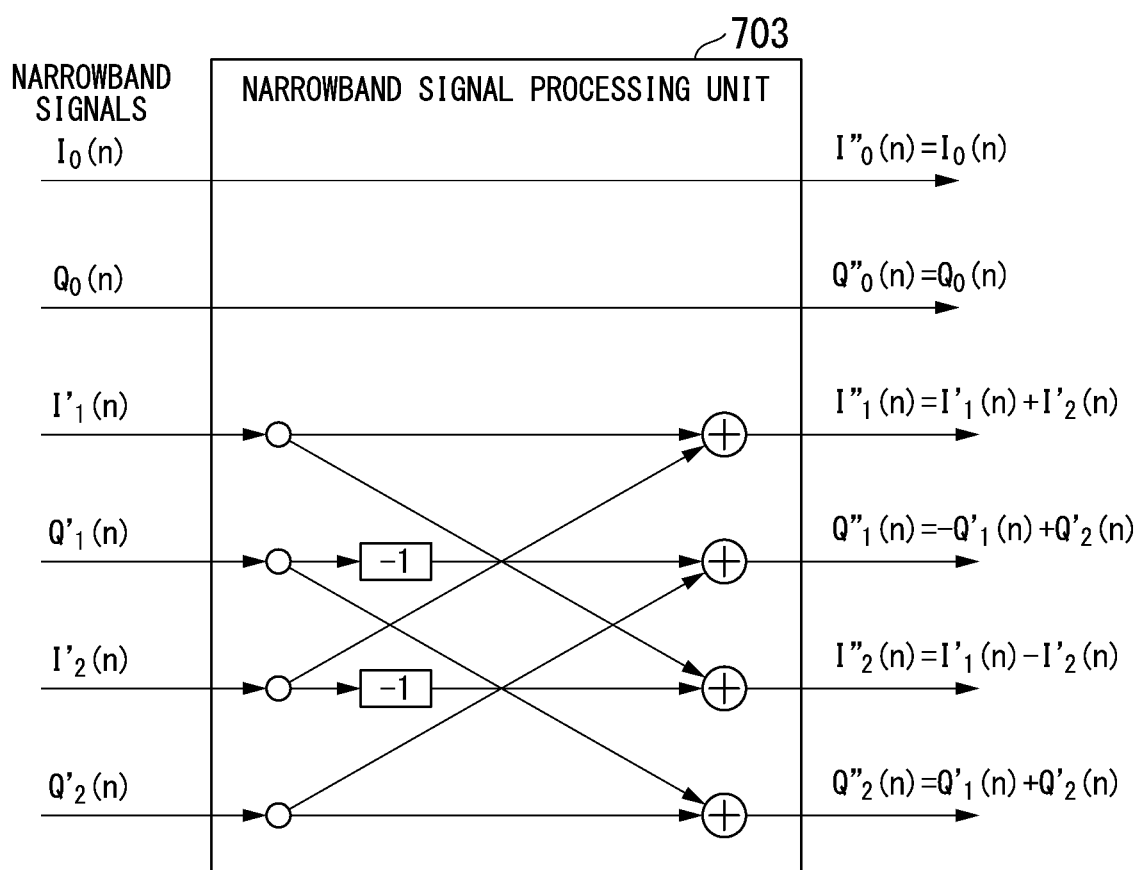 703
NARROWBAND
SIGNALS
NARROWBAND SIGNAL PROCESSING UNIT
I₀(n)
I”₀(n)=I₀(n)
Q₀(n)
Q”₀(n)=Q₀(n)
I’₁(n)
I”₁(n)=I’₁(n)+I’₂(n)
Q’₁(n)
-1
Q”₁(n)=-Q’₁(n)+Q’₂(n)
I’₂(n)
-1
I”₂(n)=I’₁(n)-I’₂(n)
Q’₂(n)
Q”₂(n)=Q’₁(n)+Q’₂(n)